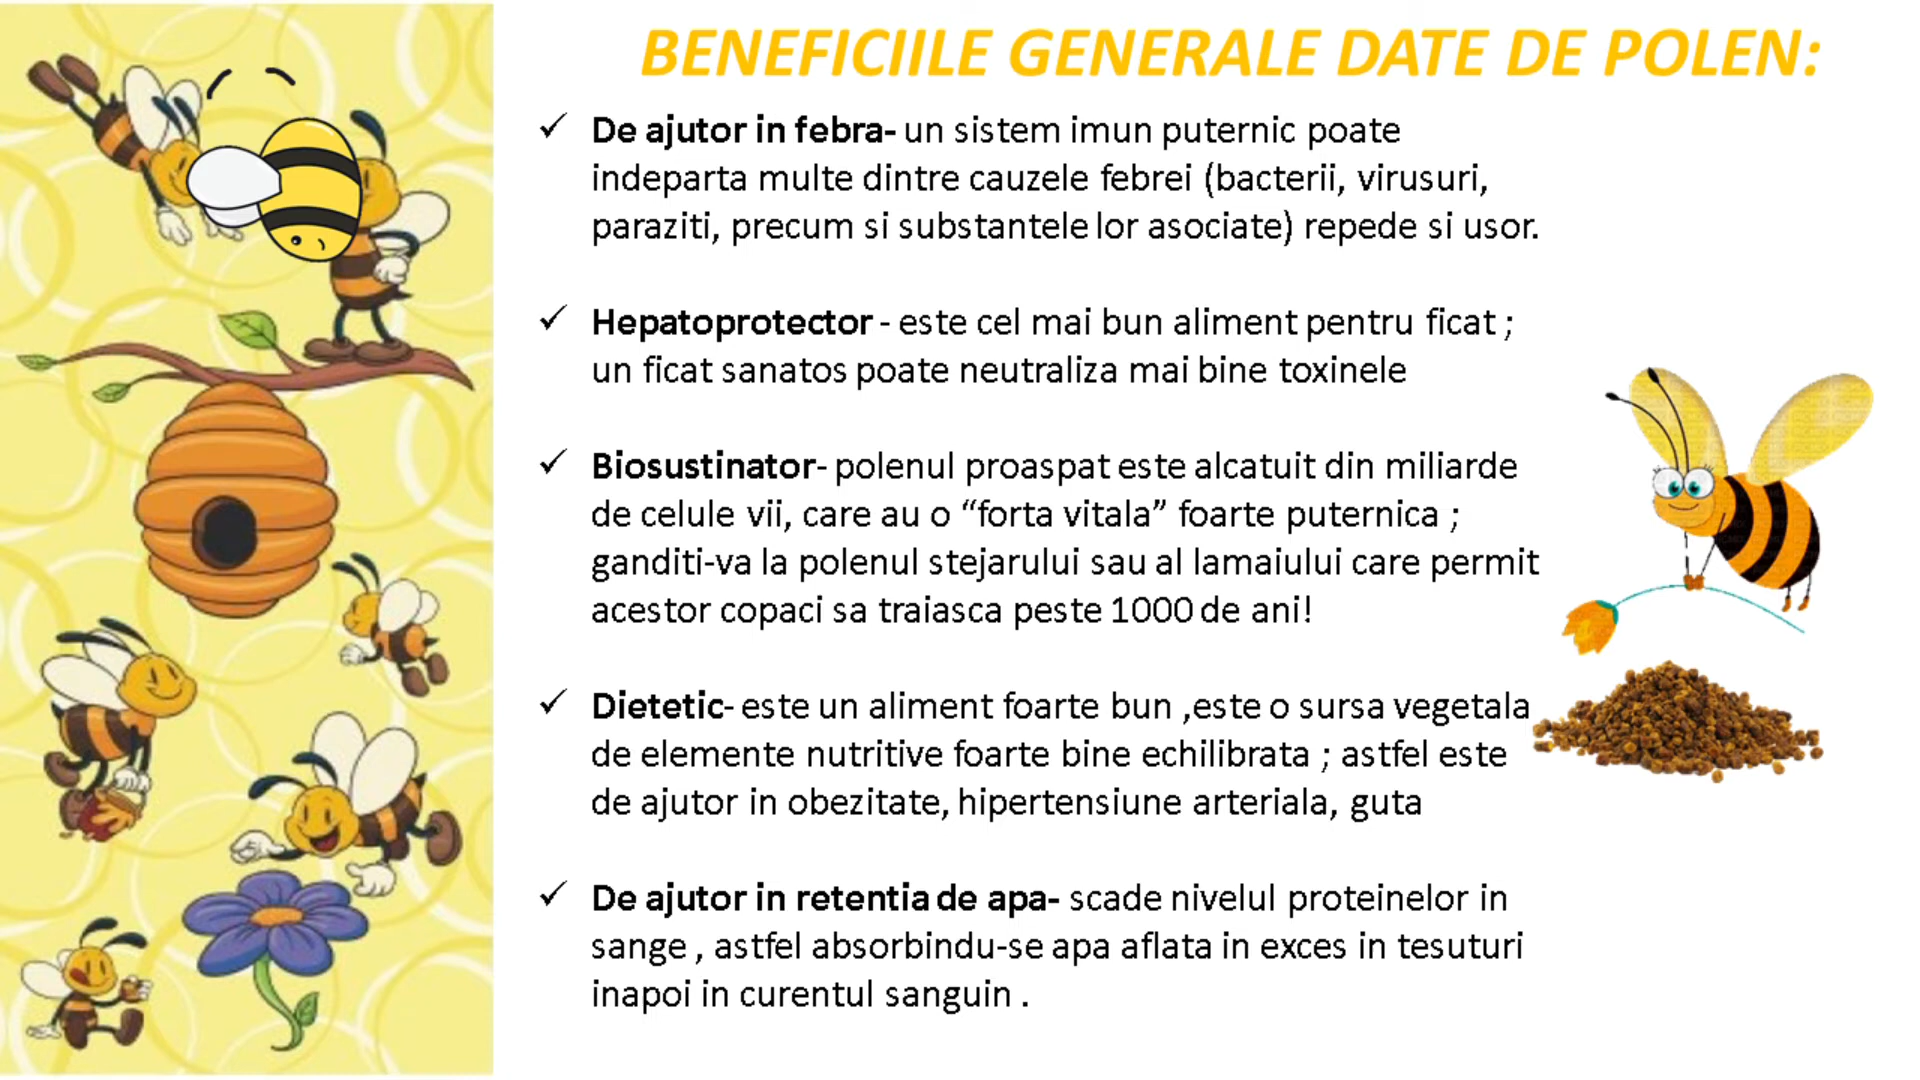 BENEFICIILE GENERALE DATE DE POLEN:
✓ De ajutor in febra- un sistem imun puternic poate
indeparta multe dintre cauzele febrei (bacterii, virusuri,
paraziti, precum si substantele lor asociate) repede si usor.
✓ Hepatoprotector - este cel mai bun aliment pentru ficat ;
un ficat sanatos poate neutraliza mai bine toxinele
✓ Biosustinator- polenul proaspat este alcatuit din miliarde
de celule vii, care au o “forta vitala” foarte puternica ;
ganditi-va la polenul stejarului sau al lamaiului care permit
acestor copaci sa traiasca peste 1000 de ani!
✓ Dietetic- este un aliment foarte bun ,este o sursa vegetala
de elemente nutritive foarte bine echilibrata ; astfel este
de ajutor in obezitate, hipertensiune arteriala, guta
✓ De ajutor in retentia de apa- scade nivelul proteinelor in
sange , astfel absorbindu-se apa aflata in exces in tesuturi
inapoi in curentul sanguin .